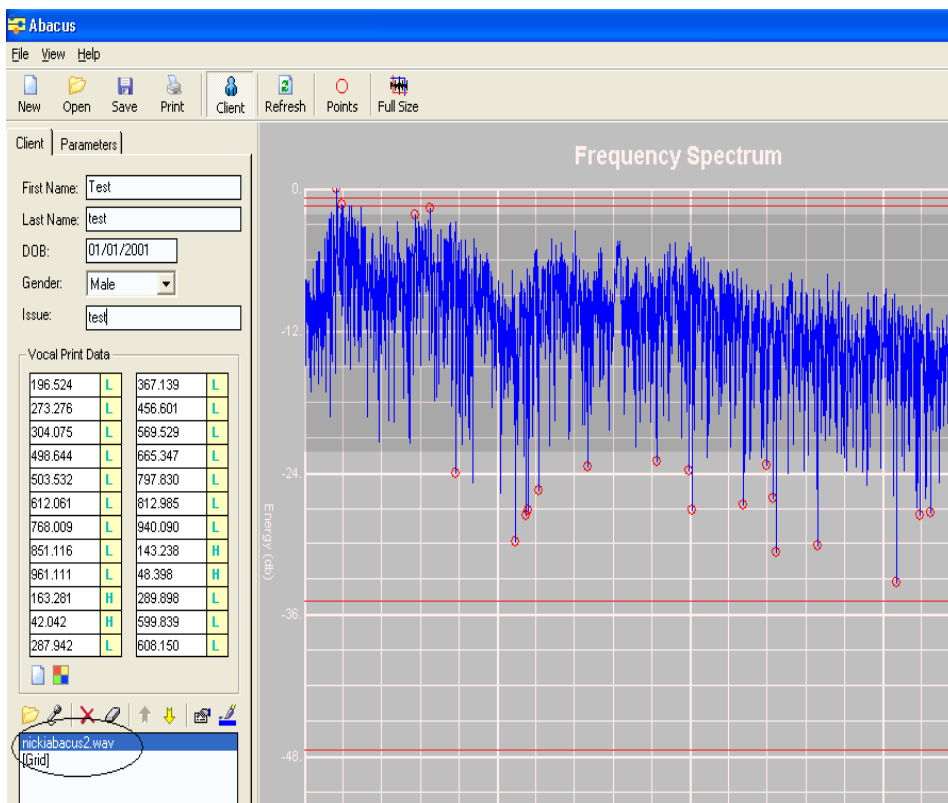 Abacus
File View Help
New Open Save Print Client Refresh Points Full Size
Client Parameters
First Name: Test
Last Name: test
DOB: 01/01/2001
Gender: Male
Issue: test
Vocal Print Data
196.524 L 367.139 L
273.276 L 456.601 L
304.075 L 569.529 L
498.644 L 665.347 L
503.532 L 797.830 L
612.061 L 812.985 L
768.009 L 940.090 L
851.116 L 143.238 H
961.111 L 48.398 H
163.281 H 289.898 L
42.042 H 599.839 L
287.942 L 608.150 L
nickiabacus2.wav
[Grid]
Frequency Spectrum
0.
-12.
-24.
-36.
-48.
Energy (db)